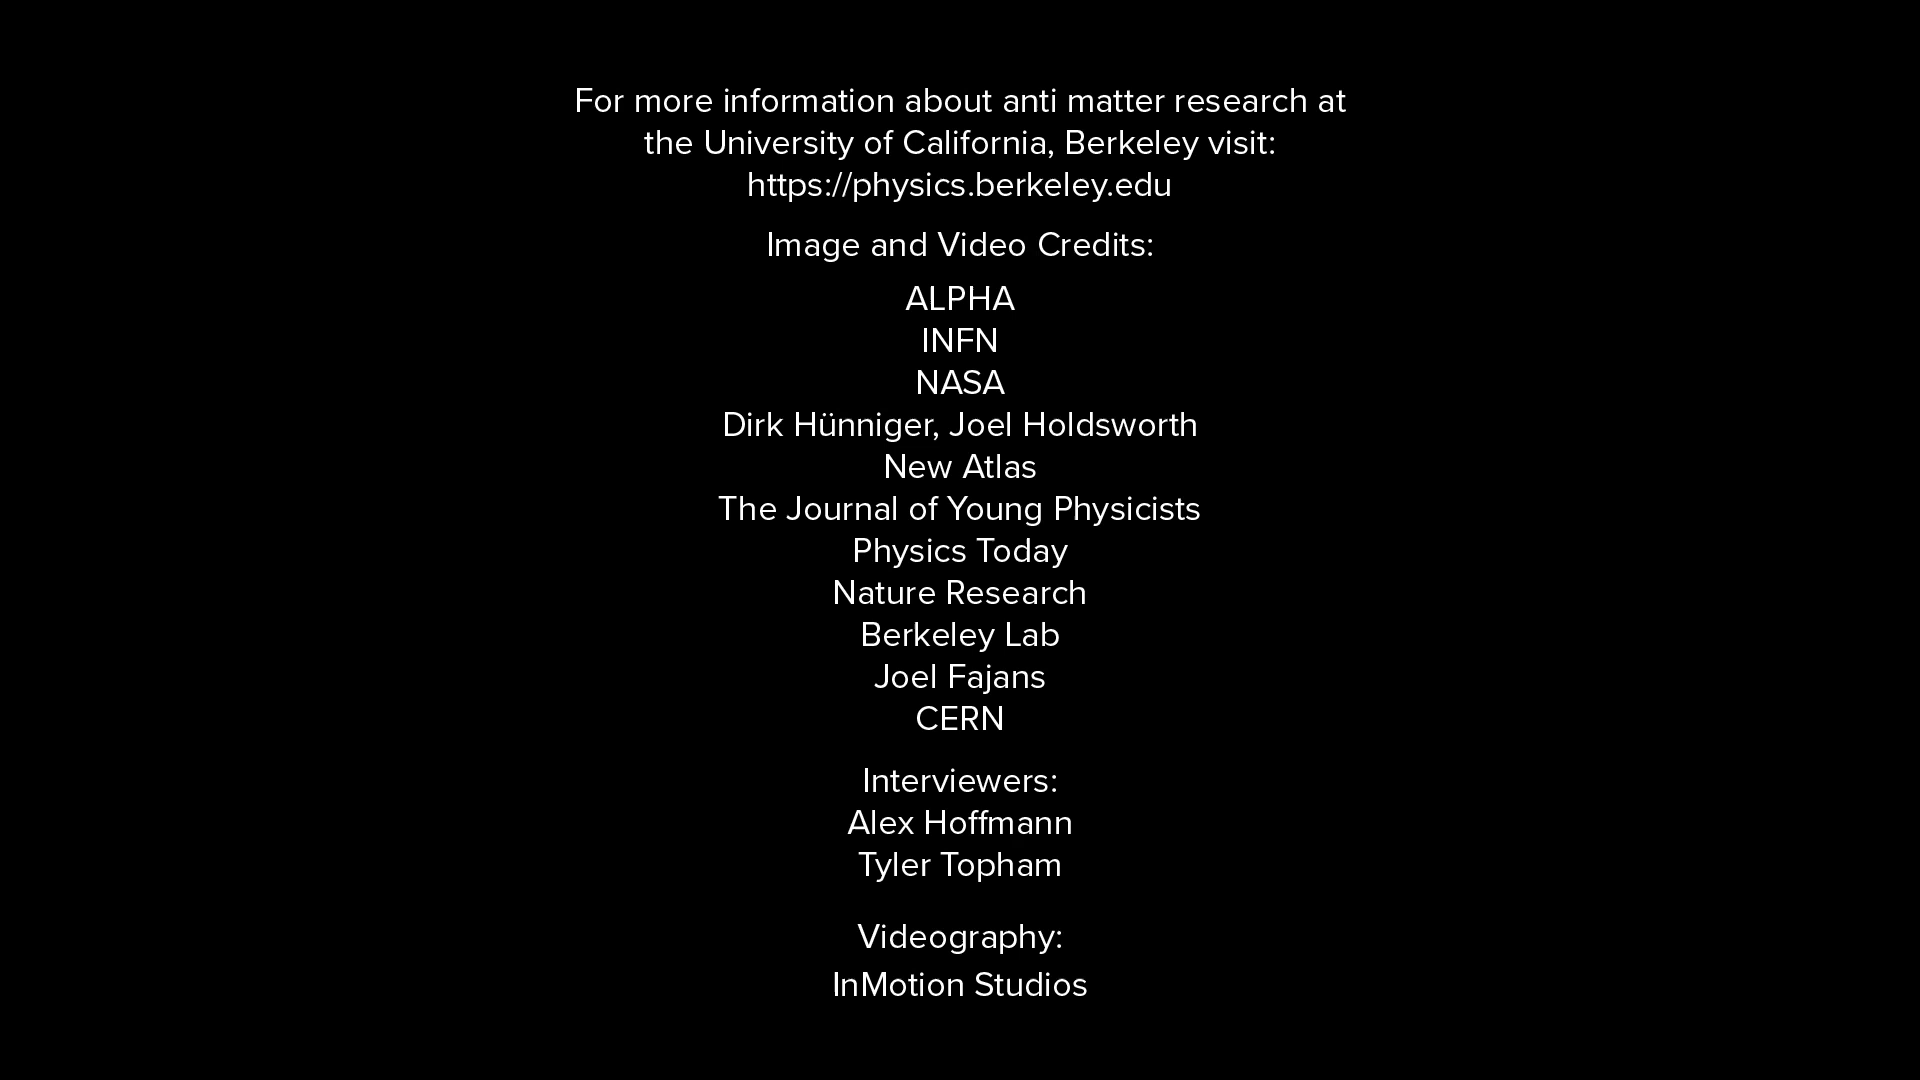 For more information about anti matter research at
the University of California, Berkeley visit:
https://physics.berkeley.edu
Image and Video Credits:
ALPHA
INFN
NASA
Dirk Hünniger, Joel Holdsworth
New Atlas
The Journal of Young Physicists
Physics Today
Nature Research
Berkeley Lab
Joel Fajans
CERN
Interviewers:
Alex Hoffmann
Tyler Topham
Videography:
InMotion Studios